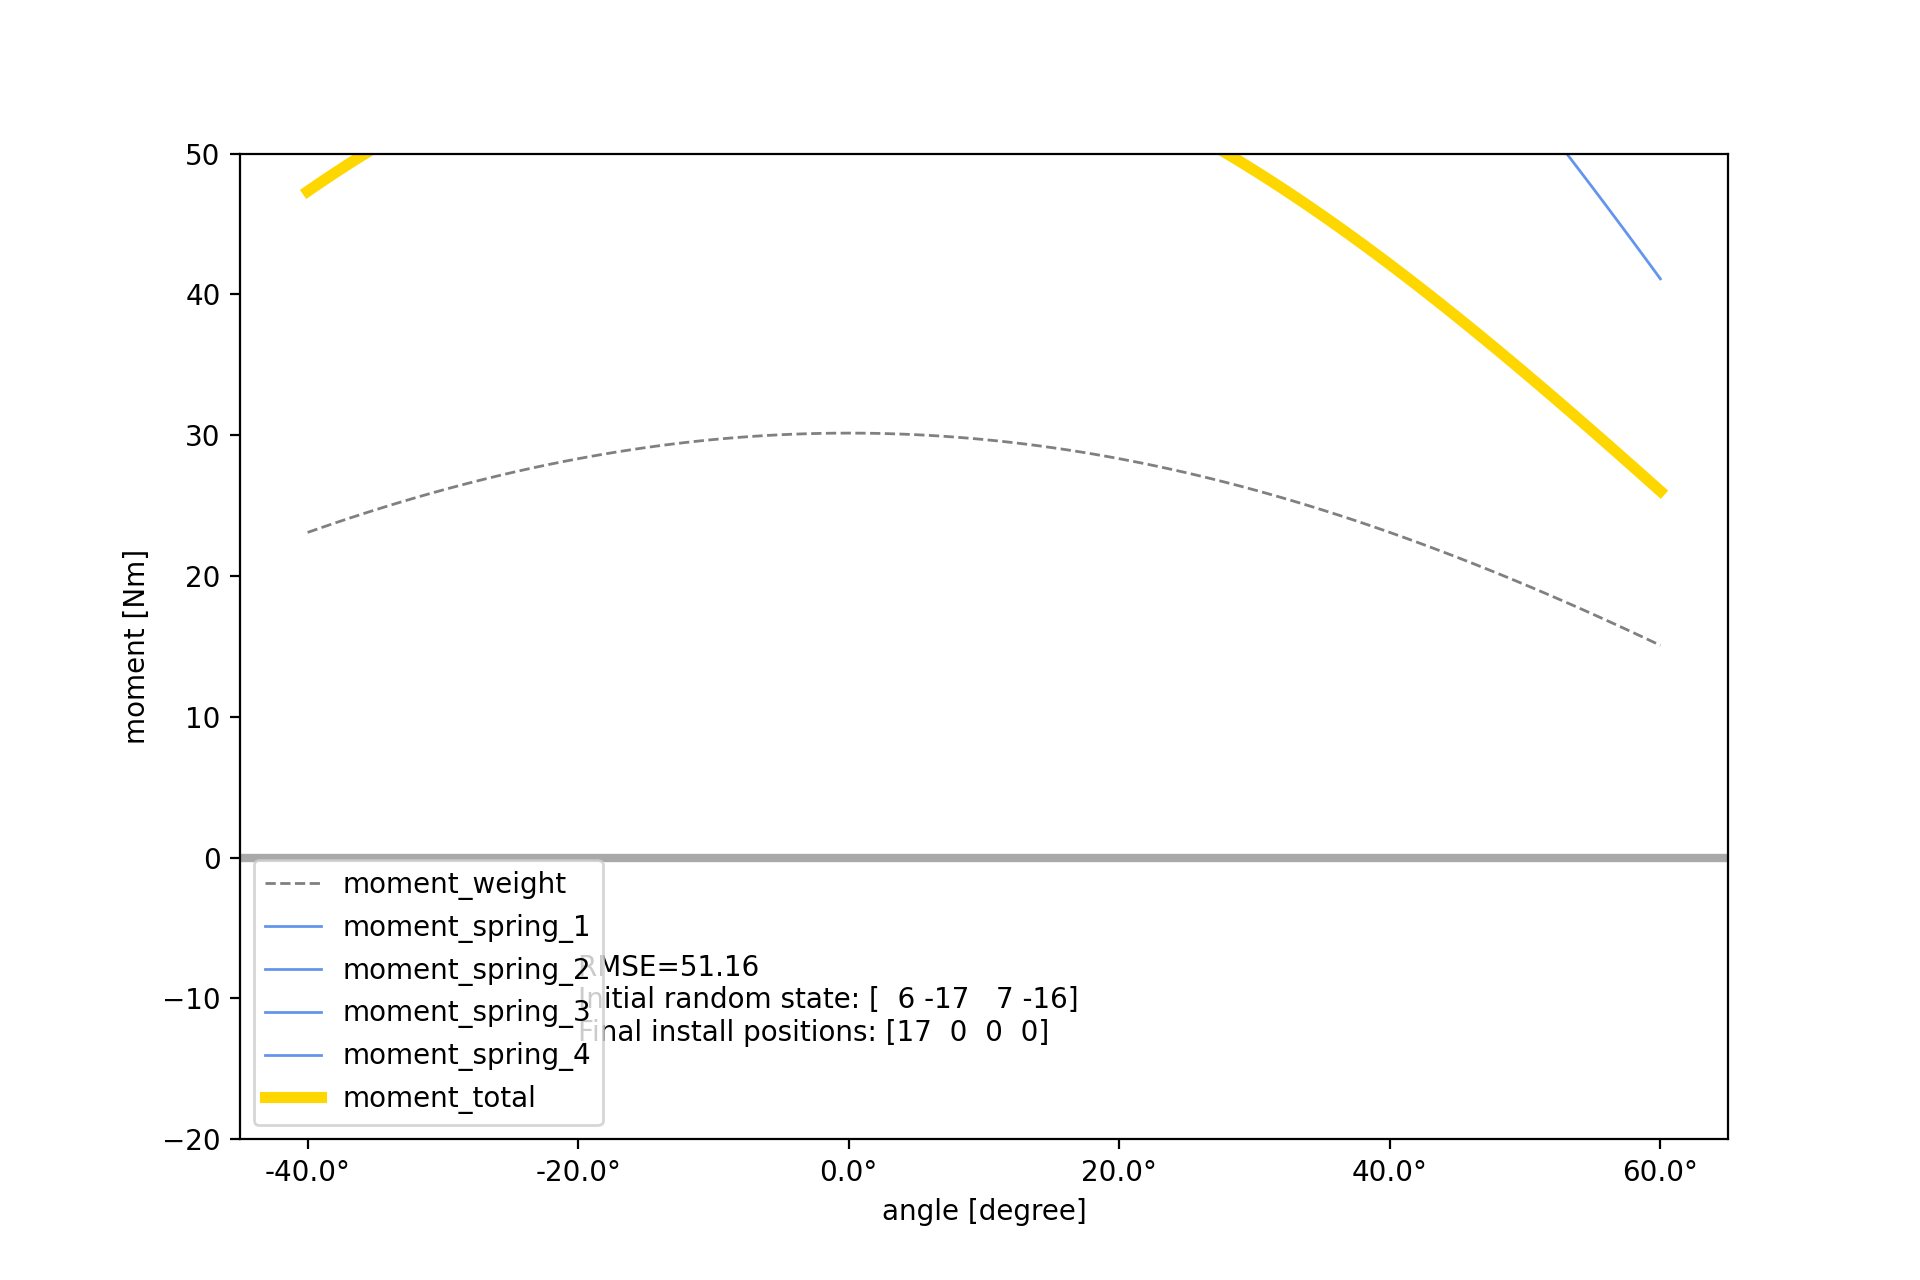 50
40
30
20
10
0
−10
−20
moment [Nm]
moment_weight
moment_spring_1
moment_spring_2
moment_spring_3
moment_spring_4
moment_total
RMSE=51.16
Initial random state: [  6 -17   7 -16]
Final install positions: [17  0  0  0]
-40.0° -20.0° 0.0° 20.0° 40.0° 60.0°
angle [degree]